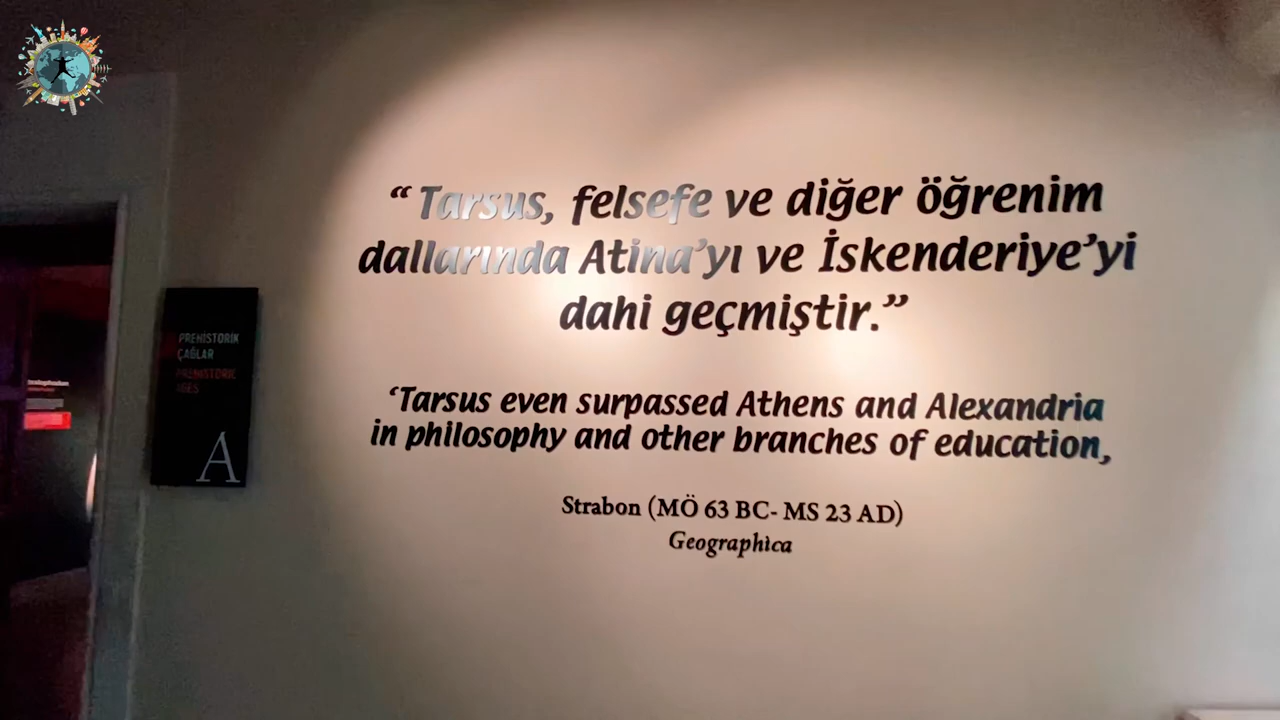 “Tarsus, felsefe ve diğer öğrenim
dallarında Atina’yı ve İskenderiye’yi
dahi geçmiştir.”
‘Tarsus even surpassed Athens and Alexandria
in philosophy and other branches of education,
Strabon (MÖ 63 BC- MS 23 AD)
Geographica
PREHİSTORİK
ÇAĞLAR
PREHISTORIC
AGES
A